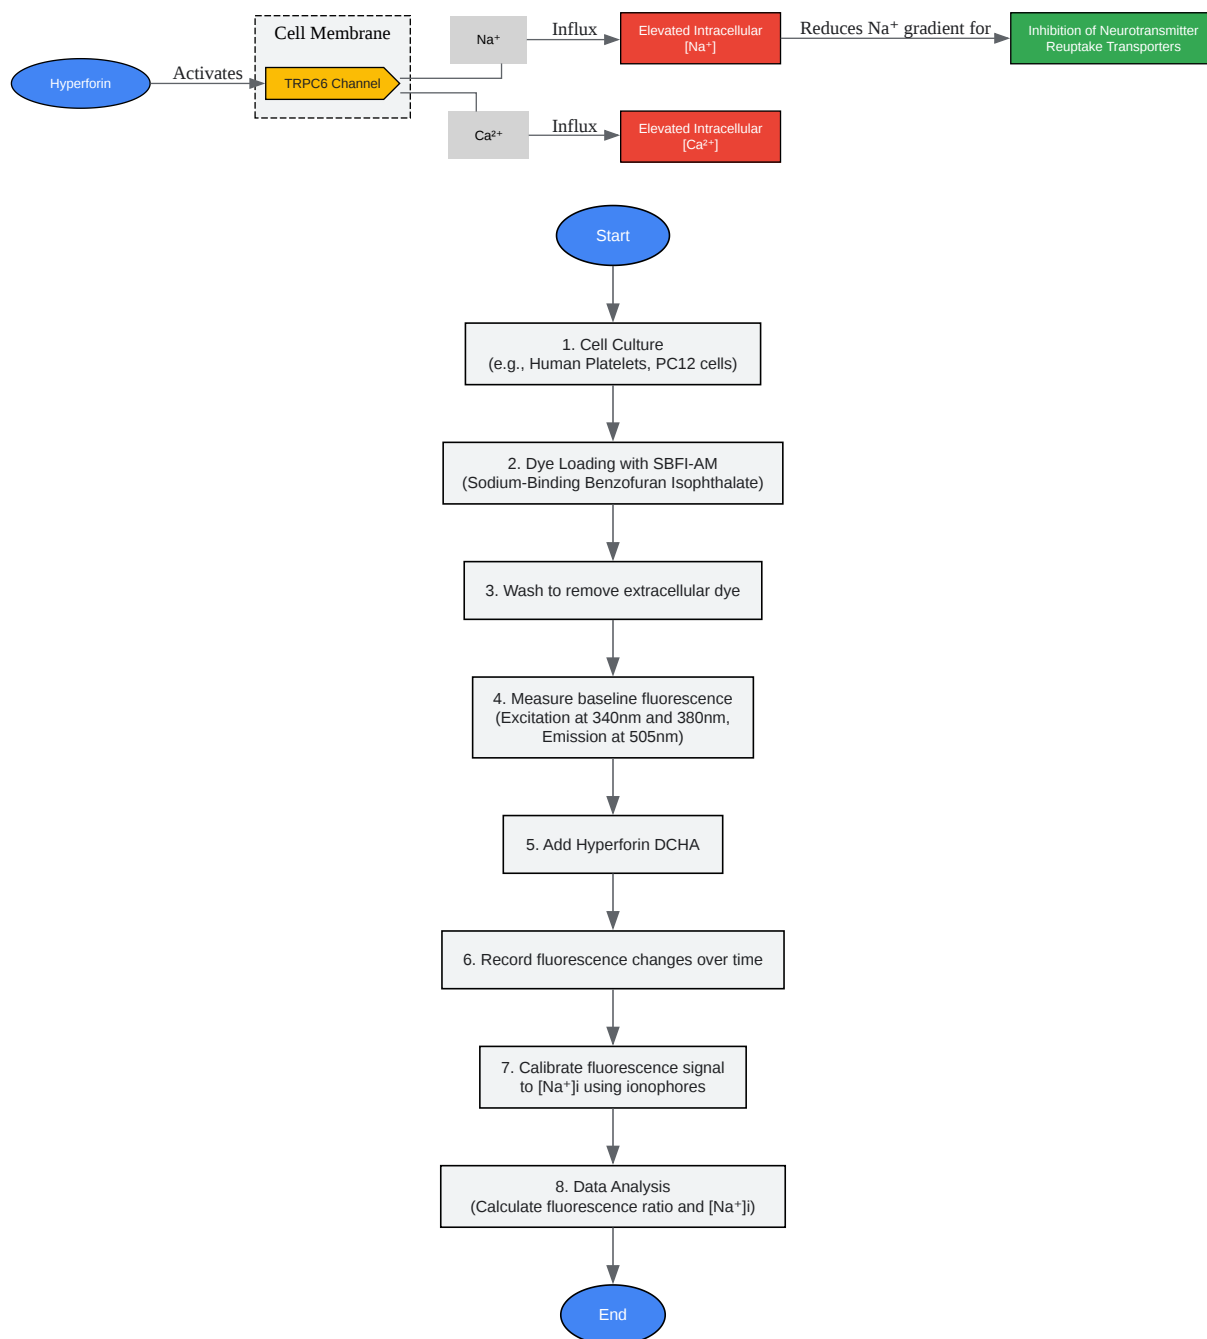 Cell Membrane
Hyperforin
Activates
TRPC6 Channel
Na⁺
Influx
Elevated Intracellular
[Na⁺]
Reduces Na⁺ gradient for
Inhibition of Neurotransmitter
Reuptake Transporters
Ca²⁺
Influx
Elevated Intracellular
[Ca²⁺]
Start
1. Cell Culture
(e.g., Human Platelets, PC12 cells)
2. Dye Loading with SBFI-AM
(Sodium-Binding Benzofuran Isophthalate)
3. Wash to remove extracellular dye
4. Measure baseline fluorescence
(Excitation at 340nm and 380nm,
Emission at 505nm)
5. Add Hyperforin DCHA
6. Record fluorescence changes over time
7. Calibrate fluorescence signal
to [Na⁺]i using ionophores
8. Data Analysis
(Calculate fluorescence ratio and [Na⁺]i)
End